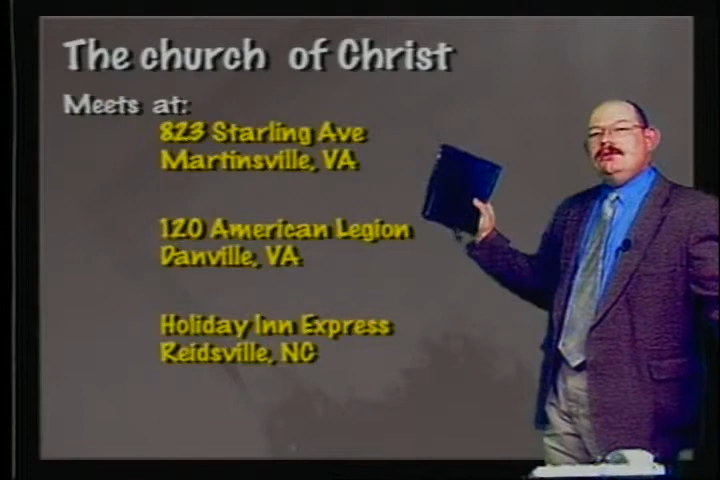 The church of Christ
Meets at:
823 Starling Ave
Martinsville, VA
120 American Legion
Danville, VA
Holiday Inn Express
Reidsville, NC